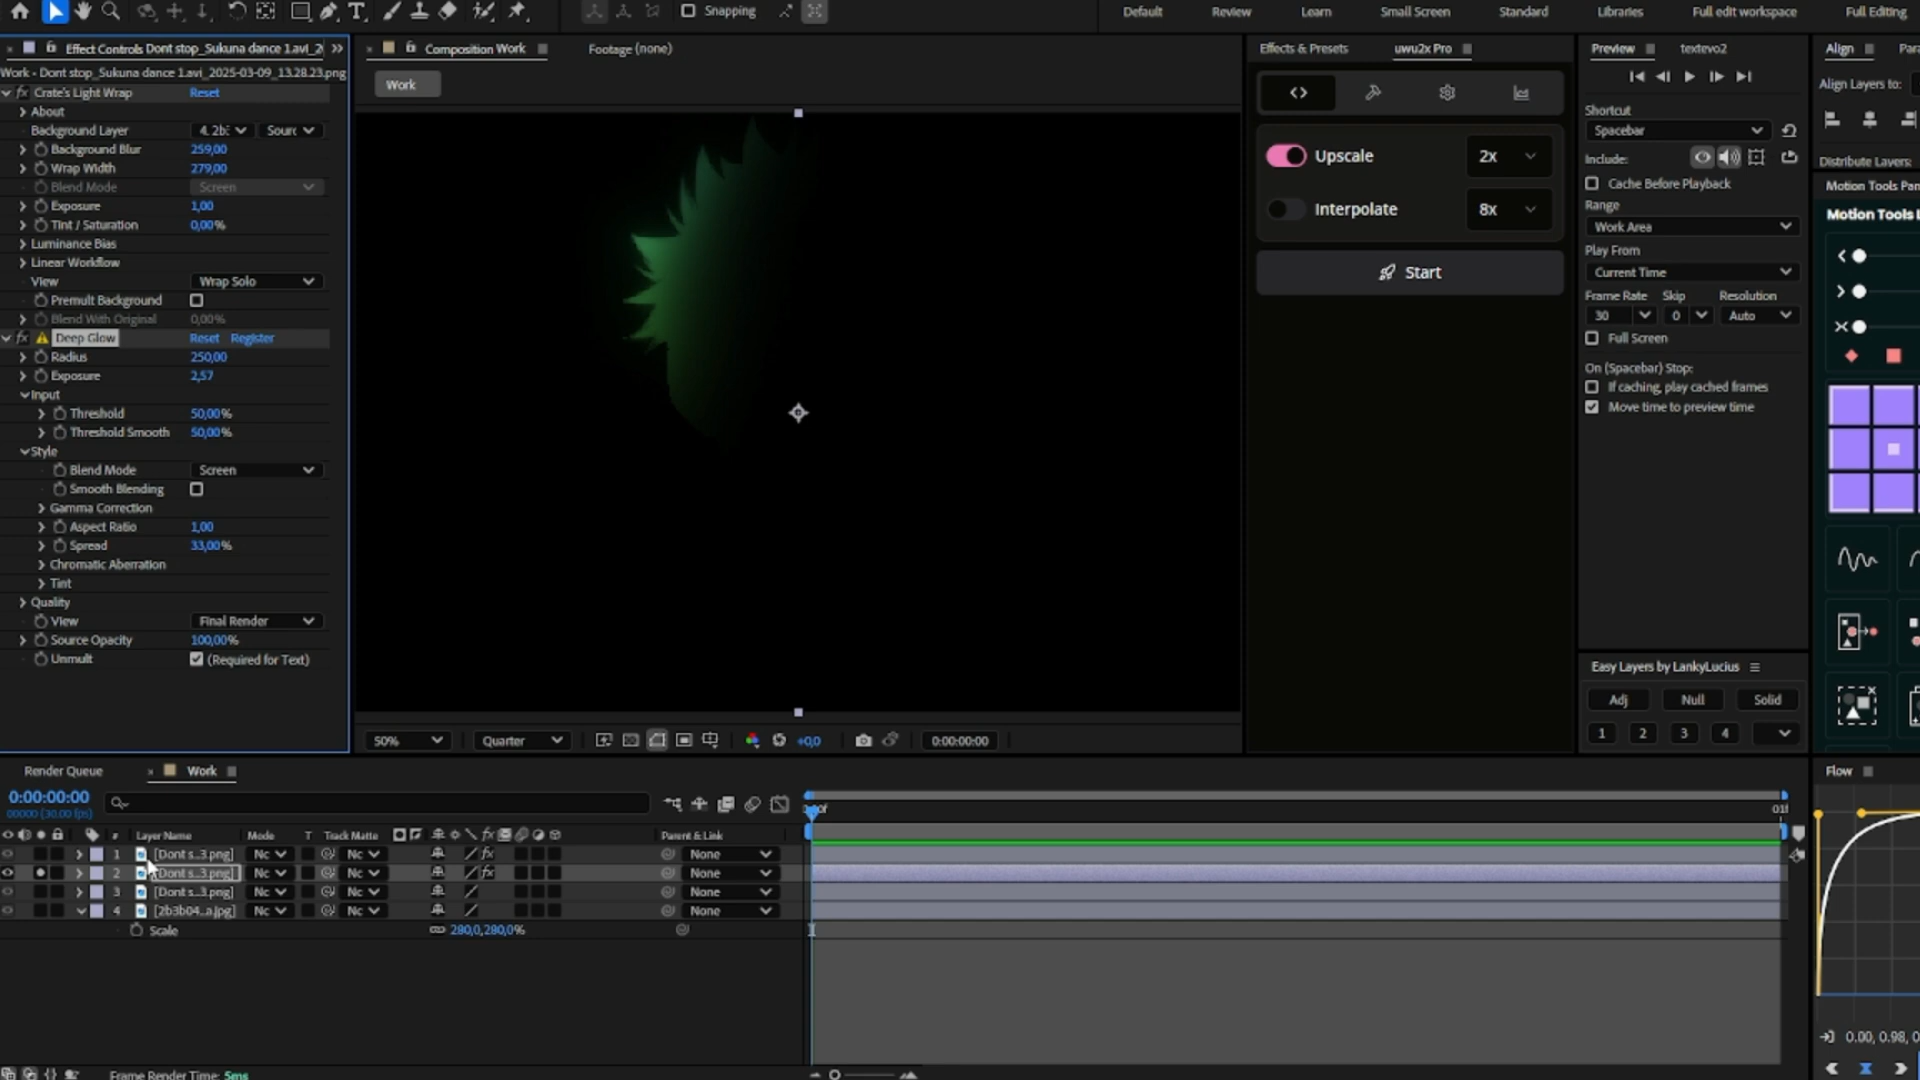 Snapping
Default
Review
Learn
Small Screen
Standard
Libraries
Full edit workspace
Full Editing
Effect Controls Dont stop_Sukuna dance 1.avi_2
Composition Work
Footage (none)
Effects & Presets
uwu2x Pro
Preview
textevo2
Align
Para
Work - Dont stop_Sukuna dance 1.avi_2025-03-09_13.28.23.png
Crate's Light Wrap
Reset
About
Background Layer
4. 2b:
Sourc
Background Blur
259,00
Wrap Width
279,00
Blend Mode
Screen
Exposure
1,00
Tint / Saturation
0,00%
Luminance Bias
Linear Workflow
View
Wrap Solo
Premult Background
Blend With Original
0,00%
Deep Glow
Reset
Register
Radius
250,00
Exposure
2,57
Input
Threshold
50,00%
Threshold Smooth
50,00%
Style
Blend Mode
Screen
Smooth Blending
Gamma Correction
Aspect Ratio
1,00
Spread
33,00%
Chromatic Aberration
Tint
Quality
View
Final Render
Source Opacity
100,00%
Unmult
(Required for Text)
Work
50%
Quarter
+0,0
0:00:00:00
Upscale
2x
Interpolate
8x
Start
Shortcut
Spacebar
Include:
Cache Before Playback
Range
Work Area
Play From
Current Time
Frame Rate
Skip
Resolution
30
0
Auto
Full Screen
On (Spacebar) Stop:
If caching, play cached frames
Move time to preview time
Easy Layers by LankyLucius
Adj
Null
Solid
1
2
3
4
Align Layers to:
Distribute Layers:
Motion Tools Pan
Motion Tools
Render Queue
Work
Flow
0:00:00:00
00000 (30.00 fps)
01f
#
Layer Name
Mode
T
Track Matte
Parent & Link
1
[Dont s...3.png]
Nc
Nc
None
2
[Dont s...3.png]
Nc
Nc
None
3
[Dont s...3.png]
Nc
Nc
None
4
[2b3b04...a.jpg]
Nc
Nc
None
Scale
280,0,280,0%
0.00, 0.98, 0
Frame Render Time: 5ms